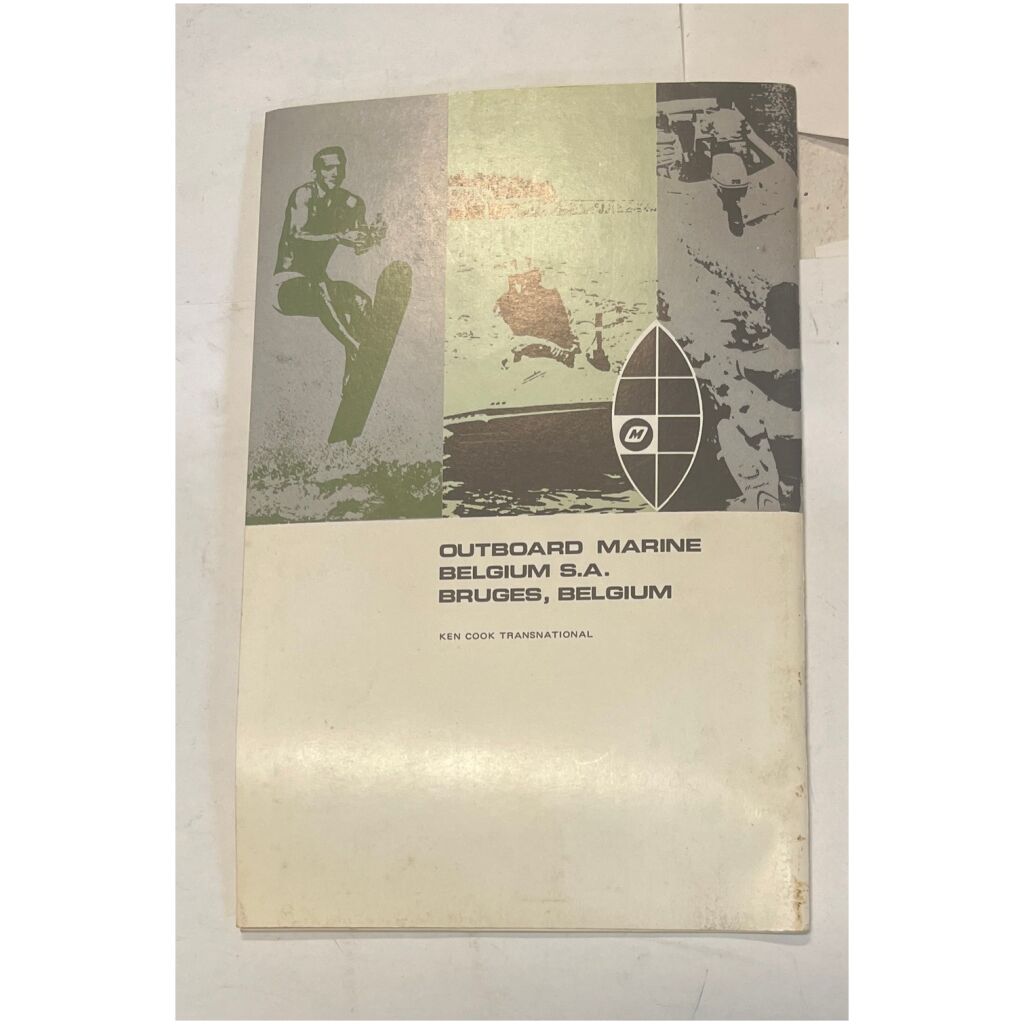 M
OUTBOARD MARINE
BELGIUM S.A.
BRUGES, BELGIUM
KEN COOK TRANSNATIONAL